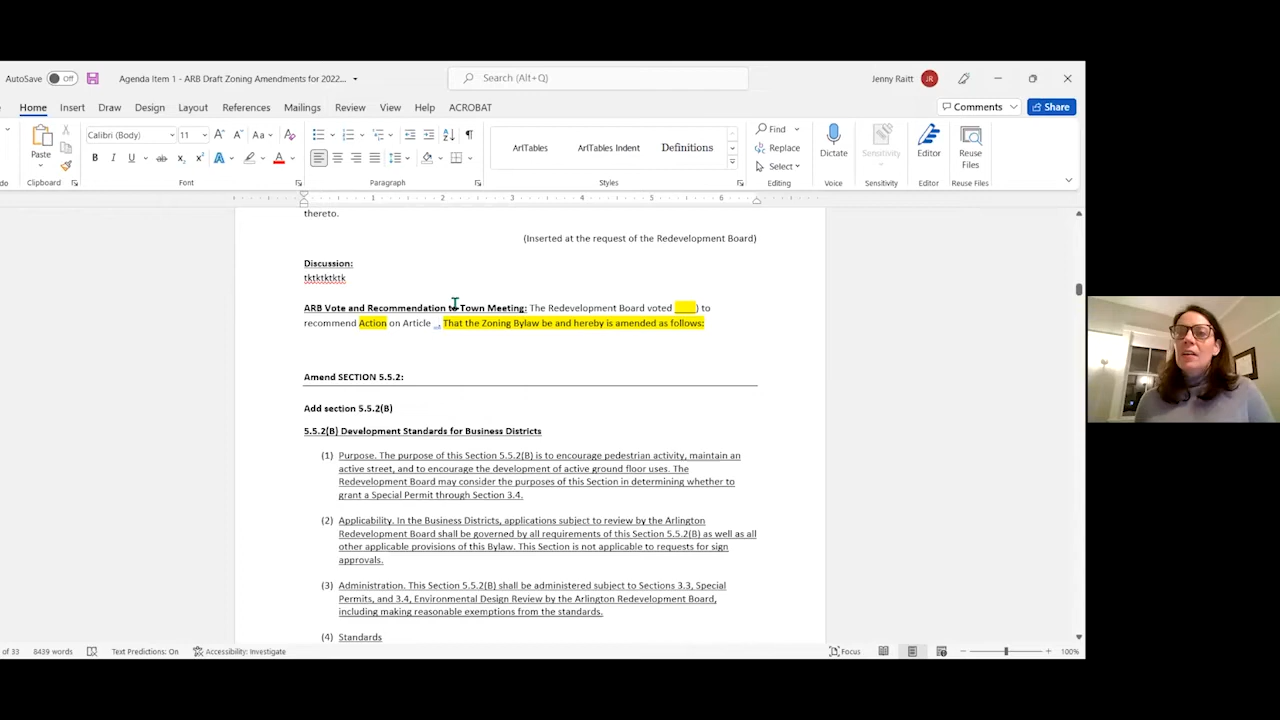 AutoSave Off Agenda Item 1 - ARB Draft Zoning Amendments for 2022... Search (Alt+Q) Jenny Raitt JR
Home Insert Draw Design Layout References Mailings Review View Help ACROBAT Comments Share
Paste Calibri (Body) 11 A A Aa ArtTables ArtTables Indent Definitions Find Replace Select Dictate Sensitivity Editor Reuse Files
B I U ab x₂ x² A A
Clipboard Font Paragraph Styles Editing Voice Sensitivity Editor Reuse Files
1 2 3 4 5 6
thereto.
(Inserted at the request of the Redevelopment Board)
Discussion:
tktktktktk
ARB Vote and Recommendation to Town Meeting: The Redevelopment Board voted ____) to
recommend Action on Article _. That the Zoning Bylaw be and hereby is amended as follows:
Amend SECTION 5.5.2:
Add section 5.5.2(B)
5.5.2(B) Development Standards for Business Districts
(1) Purpose. The purpose of this Section 5.5.2(B) is to encourage pedestrian activity, maintain an
active street, and to encourage the development of active ground floor uses. The
Redevelopment Board may consider the purposes of this Section in determining whether to
grant a Special Permit through Section 3.4.
(2) Applicability. In the Business Districts, applications subject to review by the Arlington
Redevelopment Board shall be governed by all requirements of this Section 5.5.2(B) as well as all
other applicable provisions of this Bylaw. This Section is not applicable to requests for sign
approvals.
(3) Administration. This Section 5.5.2(B) shall be administered subject to Sections 3.3, Special
Permits, and 3.4, Environmental Design Review by the Arlington Redevelopment Board,
including making reasonable exemptions from the standards.
(4) Standards
of 33 8439 words Text Predictions: On Accessibility: Investigate Focus 100%